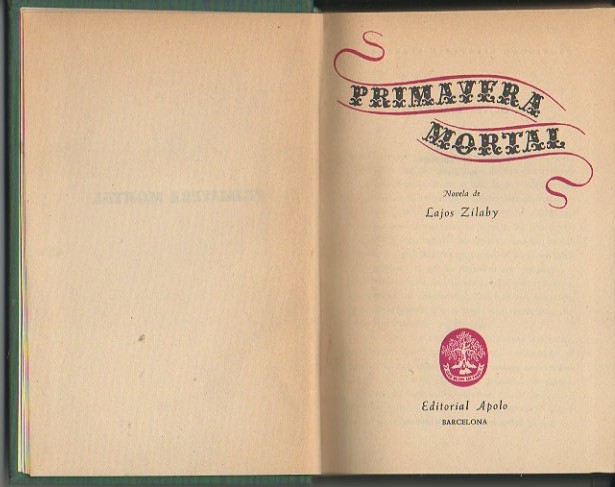 PRIMAVERA
MORTAL
Novela de
Lajos Zilahy
Editorial Apolo
BARCELONA